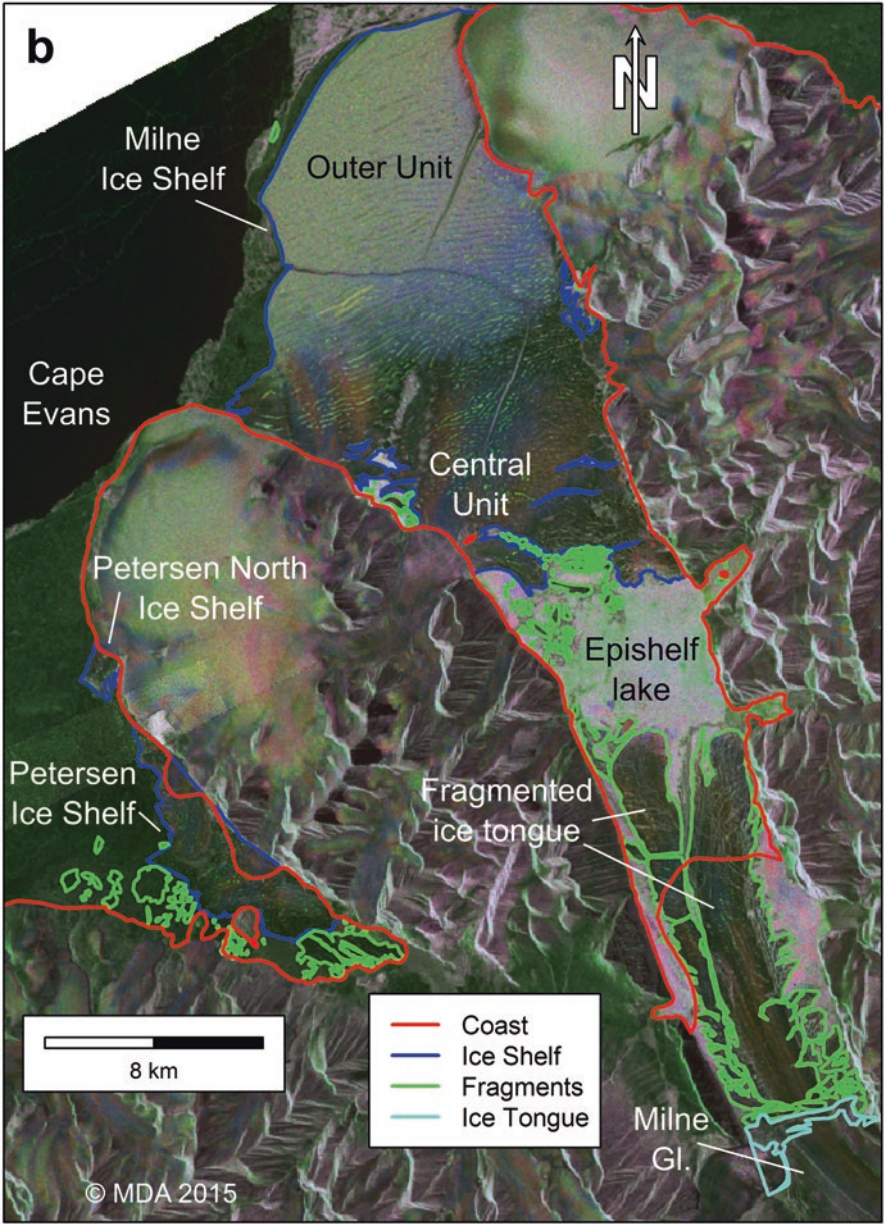 b
N
Milne
Ice Shelf
Outer Unit
Cape
Evans
Central
Unit
Petersen North
Ice Shelf
Epishelf
lake
Petersen
Ice Shelf
Fragmented
ice tongue
Coast
Ice Shelf
Fragments
Ice Tongue
8 km
Milne
Gl.
© MDA 2015